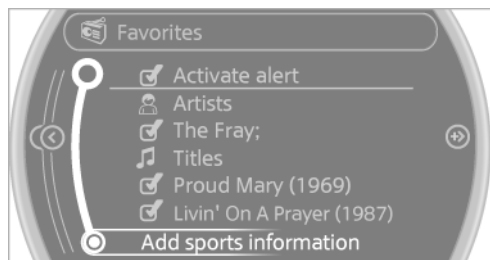 Favorites
Activate alert
Artists
The Fray;
Titles
Proud Mary (1969)
Livin' On A Prayer (1987)
Add sports information